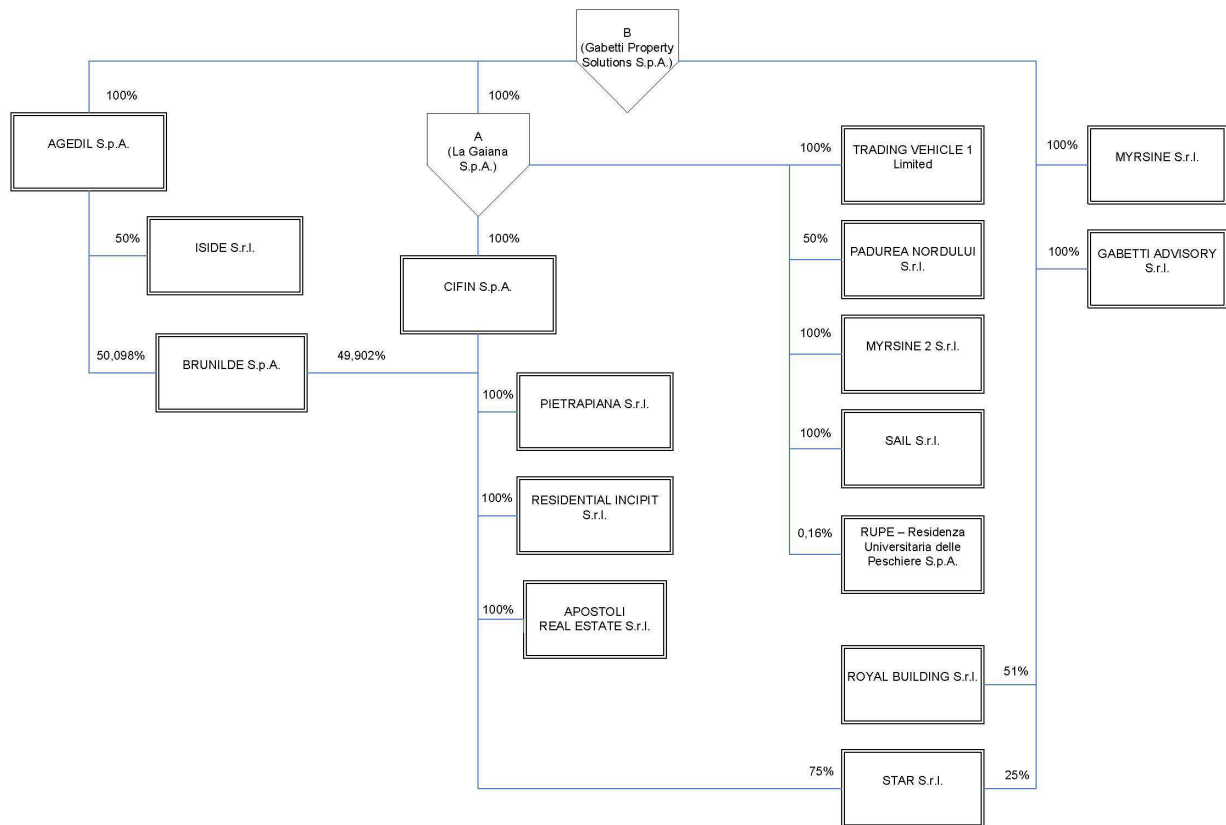 B
(Gabetti Property
Solutions S.p.A.)
100%
100%
AGEDIL S.p.A.
A
(La Gaiana
S.p.A.)
100%
TRADING VEHICLE 1
Limited
100%
MYRSINE S.r.l.
50%
ISIDE S.r.l.
100%
50%
PADUREA NORDULUI
S.r.l.
100%
GABETTI ADVISORY
S.r.l.
CIFIN S.p.A.
50,098%
BRUNILDE S.p.A.
49,902%
100%
MYRSINE 2 S.r.l.
100%
PIETRAPIANA S.r.l.
100%
SAIL S.r.l.
100%
RESIDENTIAL INCIPIT
S.r.l.
0,16%
RUPE – Residenza
Universitaria delle
Peschiere S.p.A.
100%
APOSTOLI
REAL ESTATE S.r.l.
ROYAL BUILDING S.r.l.
51%
75%
STAR S.r.l.
25%